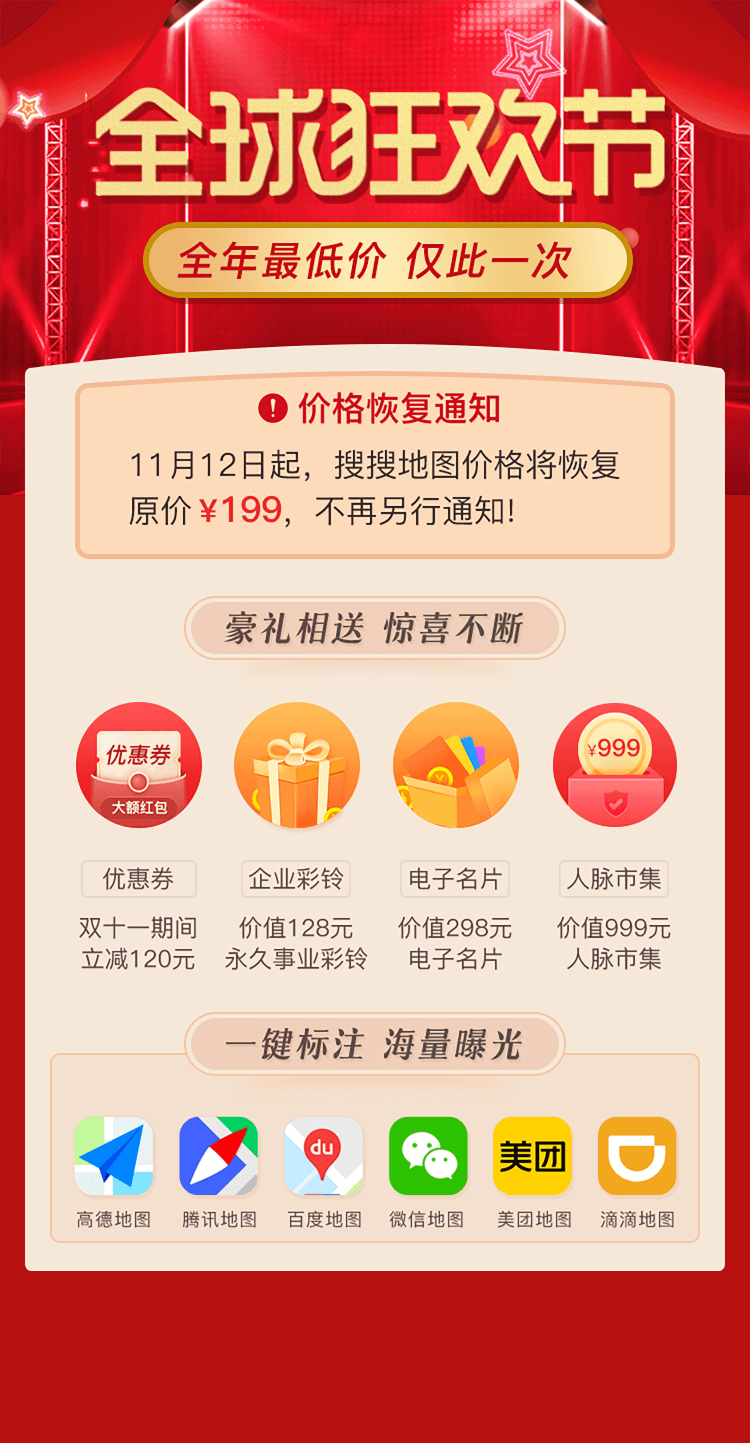 全球狂欢节
全年最低价 仅此一次
价格恢复通知
11月12日起，搜搜地图价格将恢复
原价¥199，不再另行通知!
豪礼相送 惊喜不断
优惠券
大额红包
¥999
优惠券 企业彩铃 电子名片 人脉市集
双十一期间 价值128元 价值298元 价值999元
立减120元 永久事业彩铃 电子名片 人脉市集
一键标注 海量曝光
du
美团
高德地图 腾讯地图 百度地图 微信地图 美团地图 滴滴地图